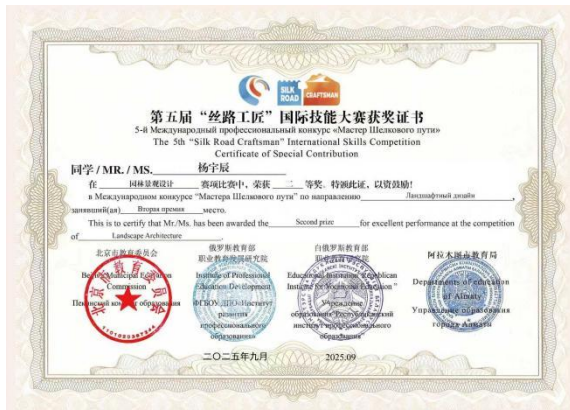 SILK ROAD CRAFTSMAN
第五届“丝路工匠”国际技能大赛获奖证书
5-й Международный профессиональный конкурс «Мастер Шелкового пути»
The 5th “Silk Road Craftsman” International Skills Competition
Certificate of Special Contribution
同学 / MR. / MS. 杨宇辰
在 园林景观设计 赛项比赛中,荣获 二 等奖。特颁此证,以资鼓励!
в Международном конкурсе “Мастера Шелкового пути” по направлению Ландшафтный дизайн,
занявший(ая) Вторая премия место.
This is to certify that Mr./Ms. has been awarded the Second prize for excellent performance at the competition
of Landscape Architecture.
北京市教育委员会
Beijing Municipal Education
Commission
Пекинский комитет образования
俄罗斯教育部
职业教育发展研究院
Institute of Professional
Education Development
ФГБОУ ДПО «Институт
развития
профессионального
образования»
白俄罗斯教育部
Educational Institution "Republican
Institute for Vocational Education "
Учреждение
образования "Республиканский
институт профессионального
образования"
阿拉木图市教育局
Departments of education
of Almaty
Управление образования
города Алматы
二〇二五年九月
2025.09